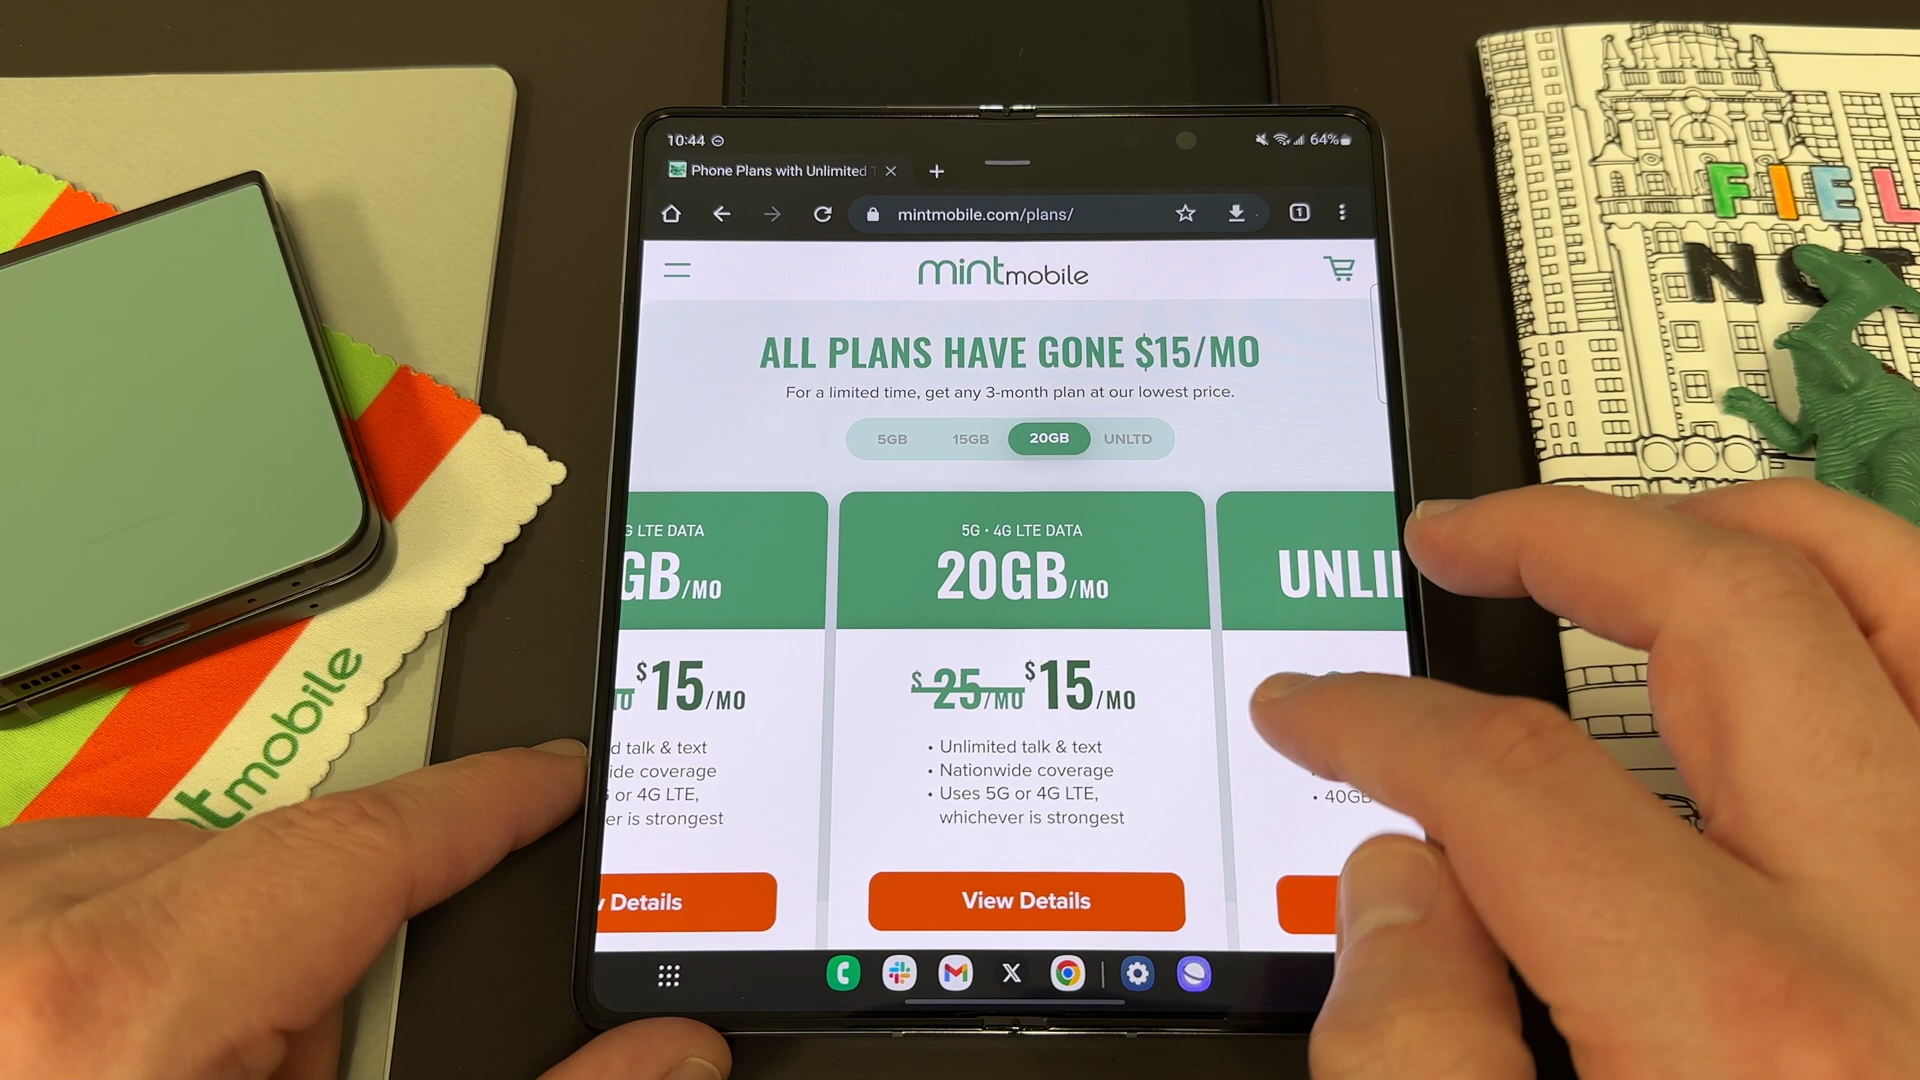 10:44
64%
Phone Plans with Unlimited
mintmobile.com/plans/
1
mintmobile
ALL PLANS HAVE GONE $15/MO
For a limited time, get any 3-month plan at our lowest price.
5GB 15GB 20GB UNLTD
G LTE DATA
GB/MO
$15/MO
d talk & text
ide coverage
or 4G LTE,
er is strongest
Details
5G • 4G LTE DATA
20GB/MO
$25/MO $15/MO
• Unlimited talk & text
• Nationwide coverage
• Uses 5G or 4G LTE,
whichever is strongest
View Details
UNLI
• 40GB
ntmobile
FIEL
NOT